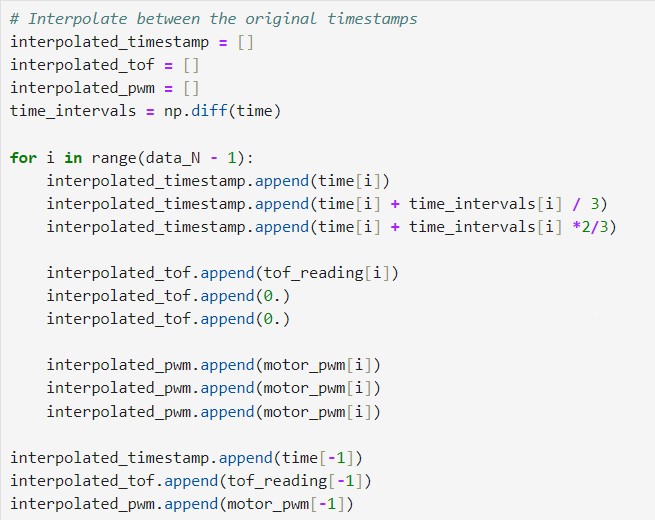 # Interpolate between the original timestamps
interpolated_timestamp = []
interpolated_tof = []
interpolated_pwm = []
time_intervals = np.diff(time)

for i in range(data_N - 1):
    interpolated_timestamp.append(time[i])
    interpolated_timestamp.append(time[i] + time_intervals[i] / 3)
    interpolated_timestamp.append(time[i] + time_intervals[i] *2/3)

    interpolated_tof.append(tof_reading[i])
    interpolated_tof.append(0.)
    interpolated_tof.append(0.)

    interpolated_pwm.append(motor_pwm[i])
    interpolated_pwm.append(motor_pwm[i])
    interpolated_pwm.append(motor_pwm[i])

interpolated_timestamp.append(time[-1])
interpolated_tof.append(tof_reading[-1])
interpolated_pwm.append(motor_pwm[-1])